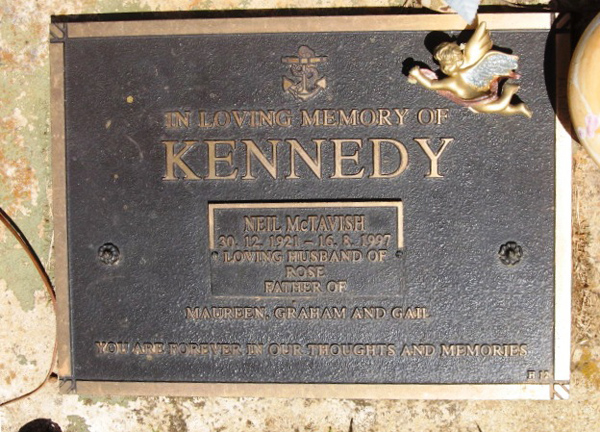 IN LOVING MEMORY OF
KENNEDY
NEIL McTAVISH
30. 12. 1921 - 16. 8. 1997
LOVING HUSBAND OF
ROSE
FATHER OF
MAUREEN, GRAHAM AND GAIL
YOU ARE FOREVER IN OUR THOUGHTS AND MEMORIES